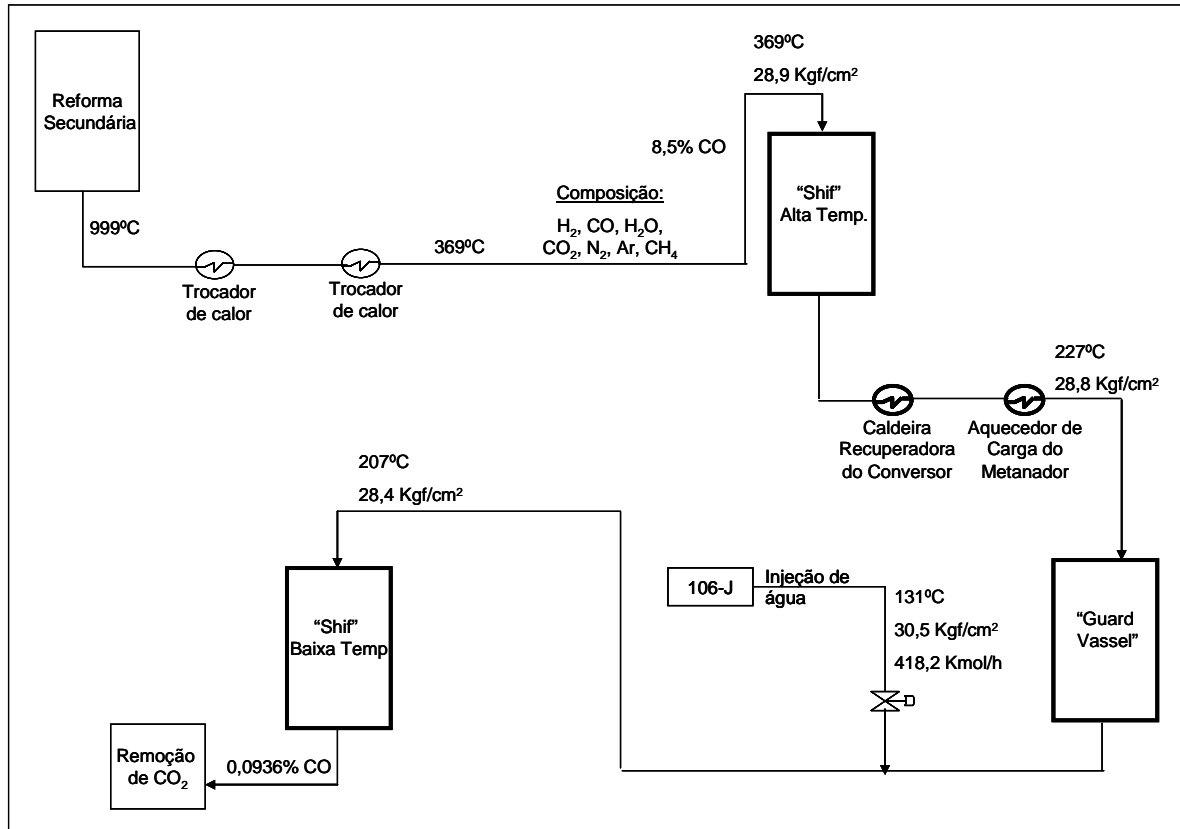 Reforma
Secundária
999ºC
Trocador
de calor
Trocador
de calor
369ºC
Composição:
H₂, CO, H₂O,
CO₂, N₂, Ar, CH₄
8,5% CO
369ºC
28,9 Kgf/cm²
“Shif”
Alta Temp.
Caldeira
Recuperadora
do Conversor
Aquecedor de
Carga do
Metanador
227ºC
28,8 Kgf/cm²
“Guard
Vassel”
106-J
Injeção de
água
131ºC
30,5 Kgf/cm²
418,2 Kmol/h
207ºC
28,4 Kgf/cm²
“Shif”
Baixa Temp
0,0936% CO
Remoção
de CO₂